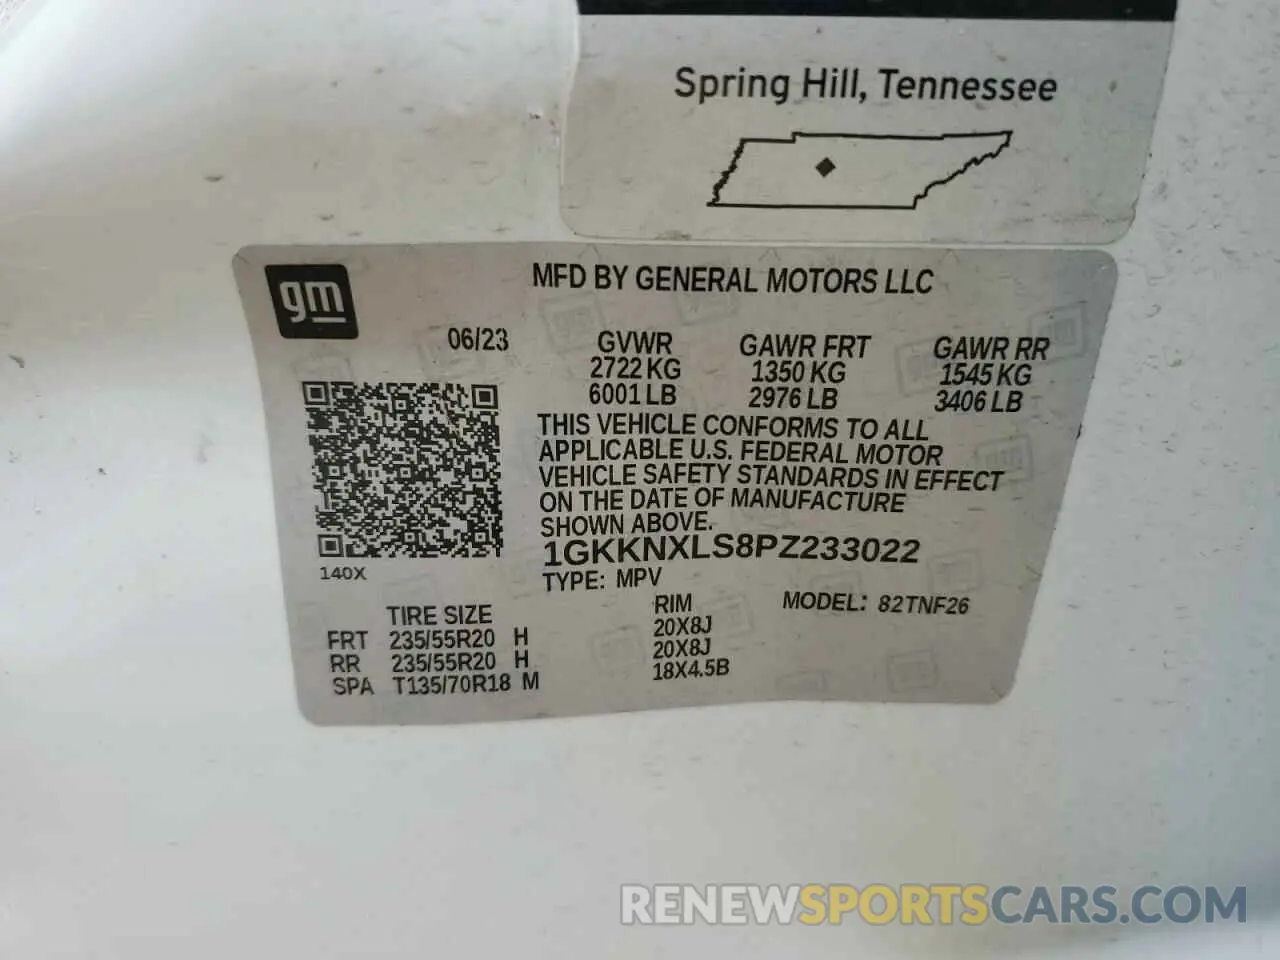 Spring Hill, Tennessee
gm
MFD BY GENERAL MOTORS LLC
06/23
GVWR
2722 KG
6001 LB
GAWR FRT
1350 KG
2976 LB
GAWR RR
1545 KG
3406 LB
THIS VEHICLE CONFORMS TO ALL
APPLICABLE U.S. FEDERAL MOTOR
VEHICLE SAFETY STANDARDS IN EFFECT
ON THE DATE OF MANUFACTURE
SHOWN ABOVE.
1GKKNXLS8PZ233022
140X
TYPE: MPV
MODEL: 82TNF26
TIRE SIZE RIM
FRT 235/55R20 H 20X8J
RR 235/55R20 H 20X8J
SPA T135/70R18 M 18X4.5B
RENEWSPORTSCARS.COM